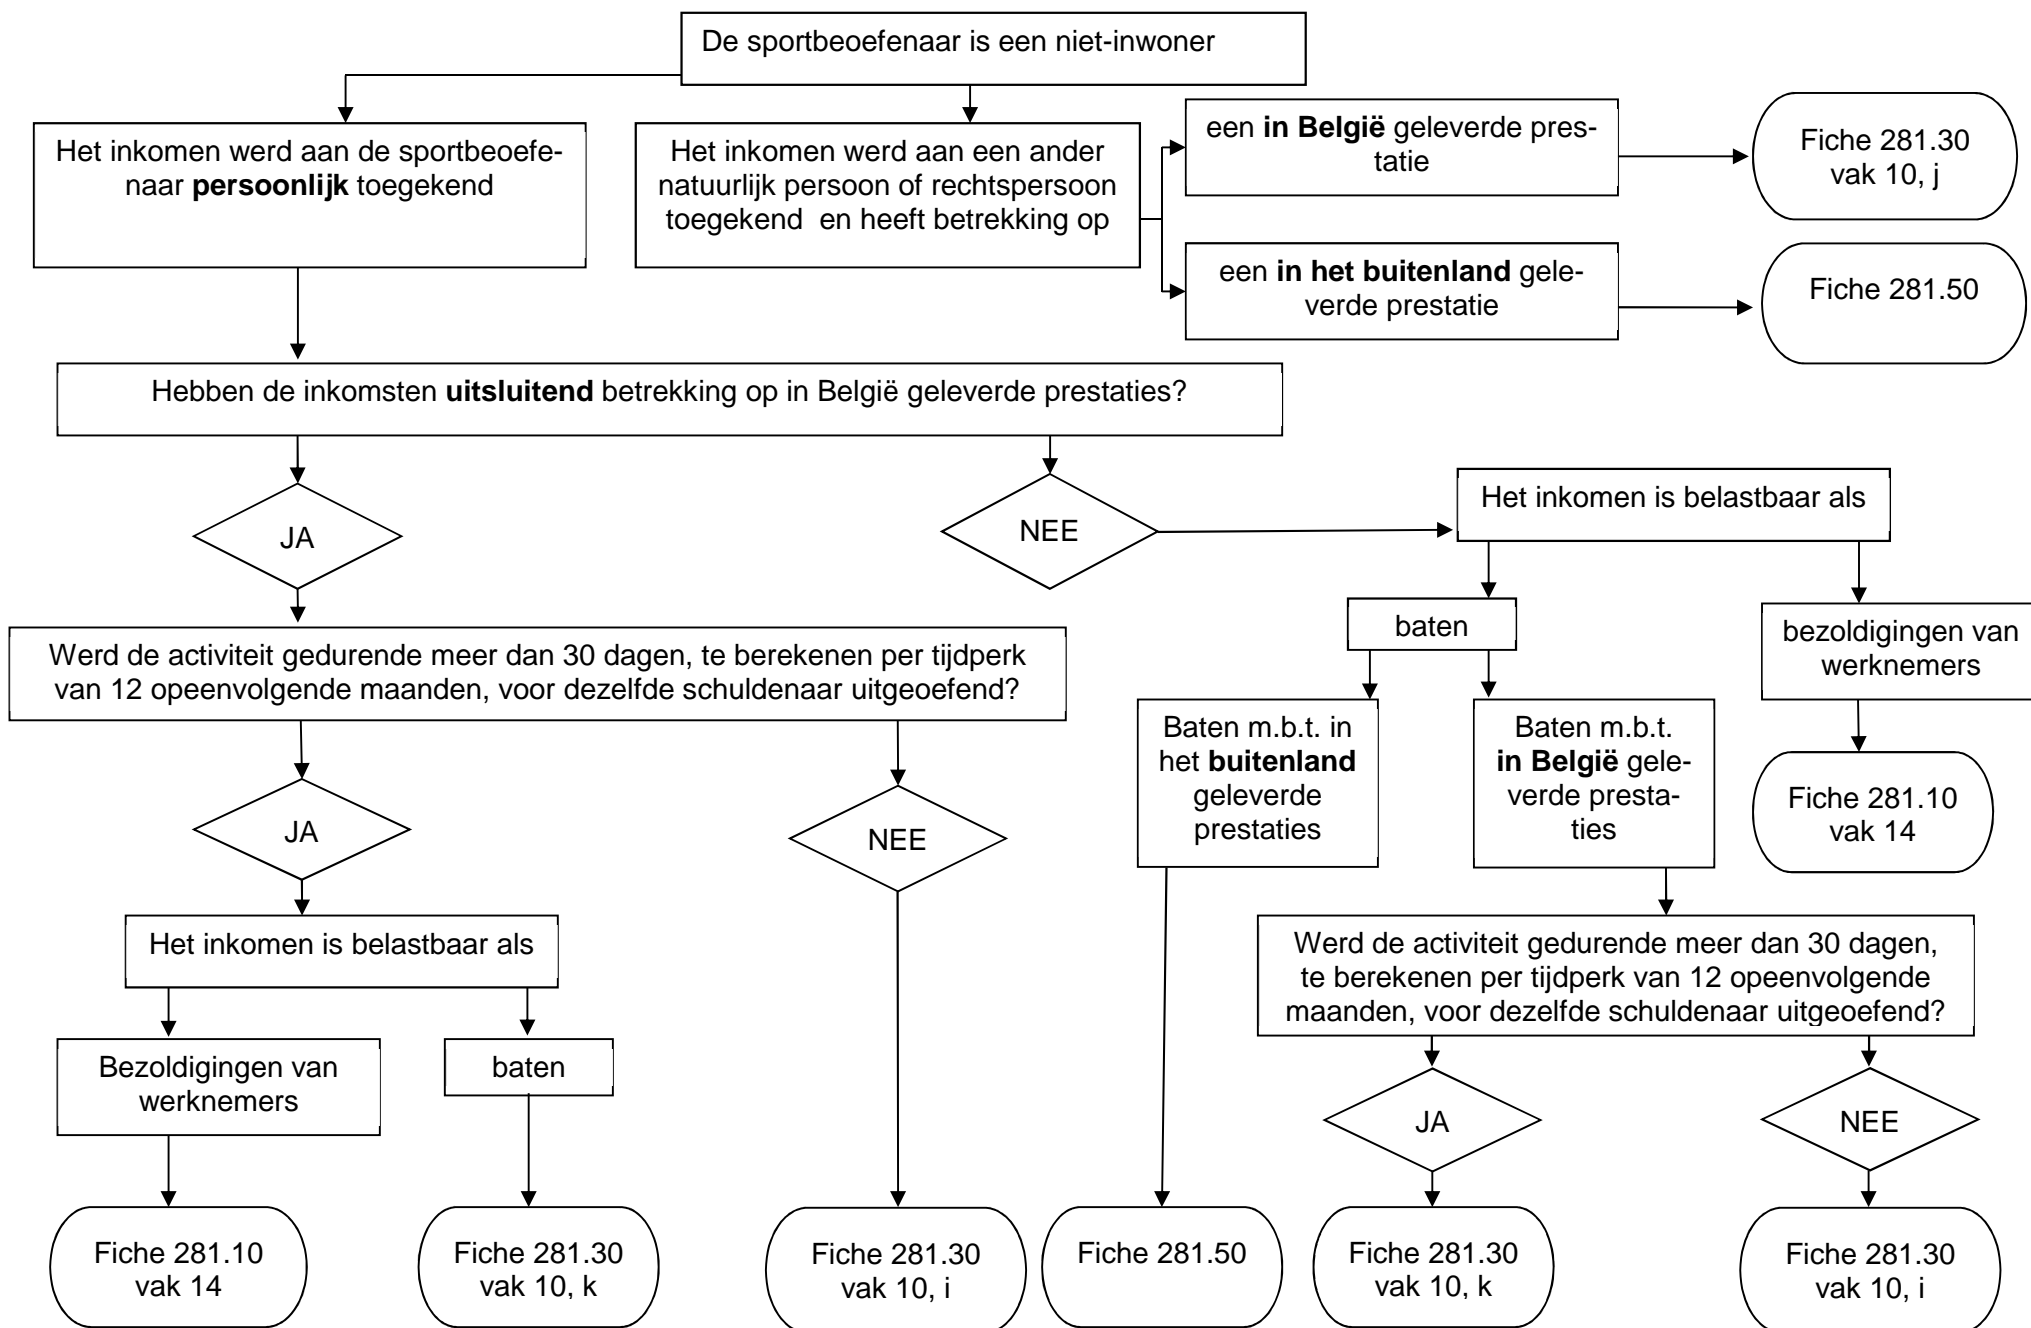 De sportbeoefenaar is een niet-inwoner
Het inkomen werd aan de sportbeoefe-
naar persoonlijk toegekend
Het inkomen werd aan een ander
natuurlijk persoon of rechtspersoon
toegekend en heeft betrekking op
een in België geleverde pres-
tatie
Fiche 281.30
vak 10, j
een in het buitenland gele-
verde prestatie
Fiche 281.50
Hebben de inkomsten uitsluitend betrekking op in België geleverde prestaties?
JA
NEE
Het inkomen is belastbaar als
baten
bezoldigingen van
werknemers
Werd de activiteit gedurende meer dan 30 dagen, te berekenen per tijdperk
van 12 opeenvolgende maanden, voor dezelfde schuldenaar uitgeoefend?
Baten m.b.t. in
het buitenland
geleverde
prestaties
Baten m.b.t.
in België gele-
verde presta-
ties
Fiche 281.10
vak 14
JA
NEE
Het inkomen is belastbaar als
Werd de activiteit gedurende meer dan 30 dagen,
te berekenen per tijdperk van 12 opeenvolgende
maanden, voor dezelfde schuldenaar uitgeoefend?
Bezoldigingen van
werknemers
baten
JA
NEE
Fiche 281.10
vak 14
Fiche 281.30
vak 10, k
Fiche 281.30
vak 10, i
Fiche 281.50
Fiche 281.30
vak 10, k
Fiche 281.30
vak 10, i